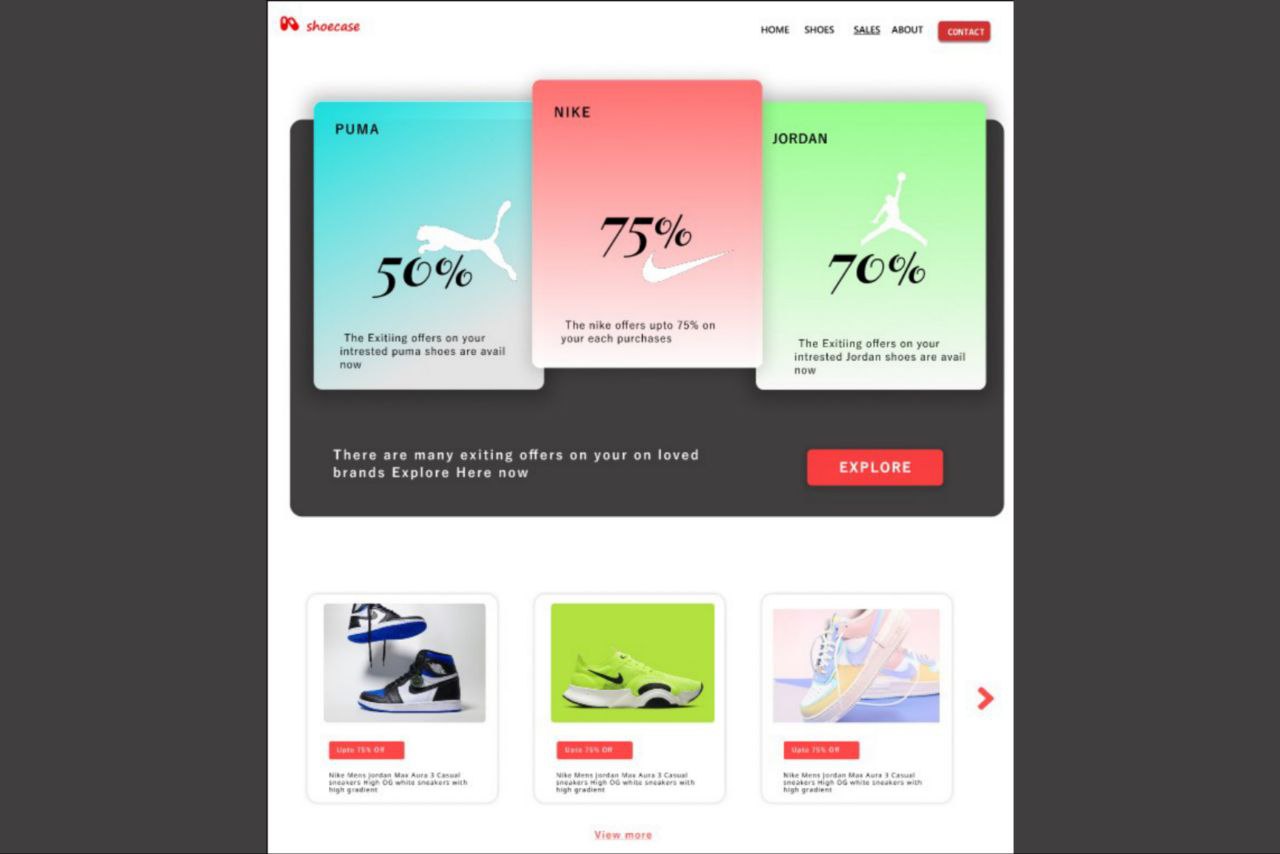 shoecase
HOME SHOES SALES ABOUT CONTACT
PUMA
50%
The Exitiing offers on your
intrested puma shoes are avail
now
NIKE
75%
The nike offers upto 75% on
your each purchases
JORDAN
70%
The Exitiing offers on your
intrested Jordan shoes are avail
now
There are many exiting offers on your on loved
brands Explore Here now
EXPLORE
Upto 75% Off
Nike Mens Jordan Max Aura 3 Casual
sneakers High OG white sneakers with
high gradient
Upto 75% Off
Nike Mens Jordan Max Aura 3 Casual
sneakers High OG white sneakers with
high gradient
Upto 75% Off
Nike Mens Jordan Max Aura 3 Casual
sneakers High OG white sneakers with
high gradient
View more